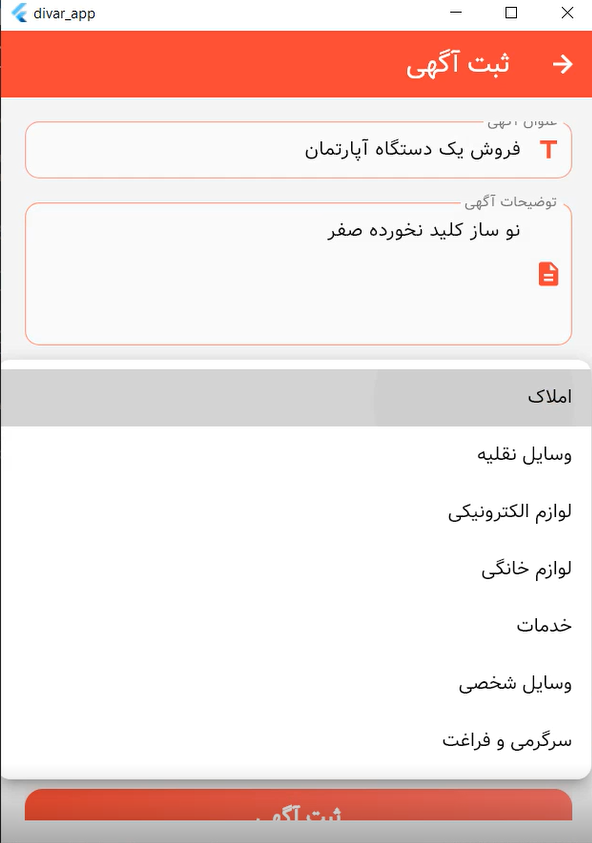 divar_app
ثبت آگهی
عنوان آگهی
فروش یک دستگاه آپارتمان
توضیحات آگهی
نو ساز کلید نخورده صفر
املاک
وسایل نقلیه
لوازم الکترونیکی
لوازم خانگی
خدمات
وسایل شخصی
سرگرمی و فراغت
ثبت آگهی